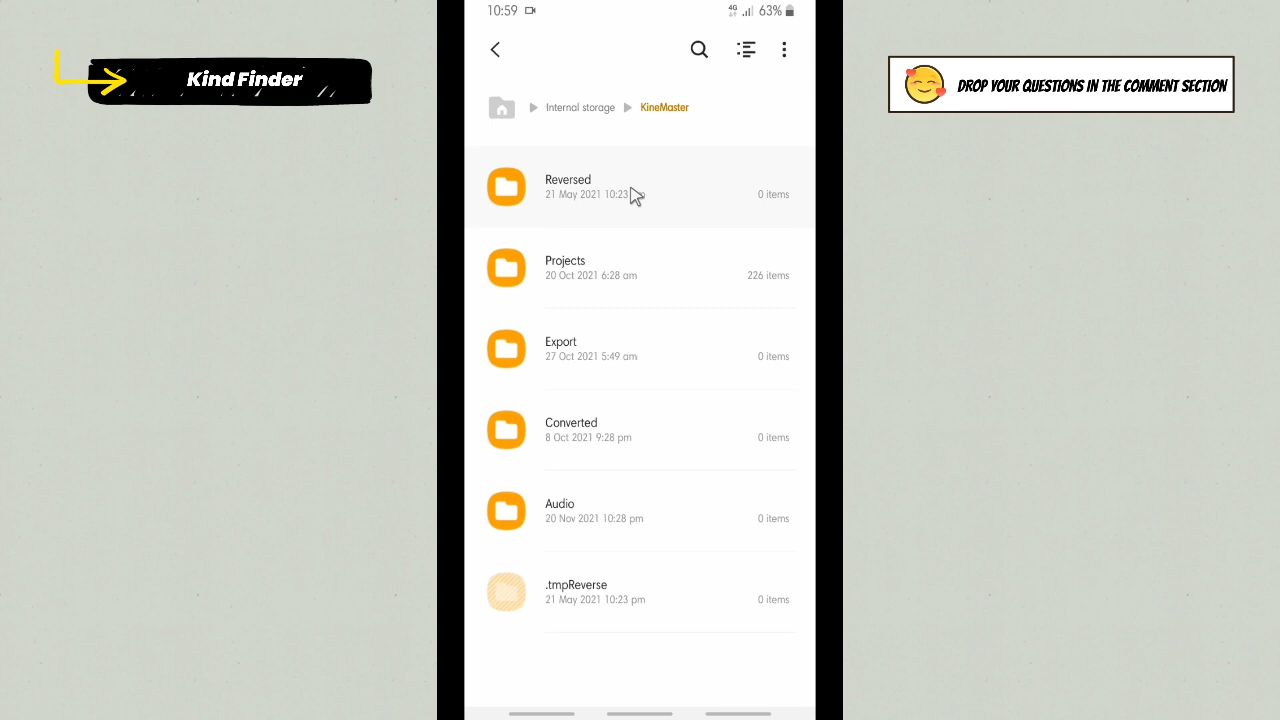 10:59
4G
63%
Kind Finder
DROP YOUR QUESTIONS IN THE COMMENT SECTION
Internal storage
KineMaster
Reversed
21 May 2021 10:23
0 items
Projects
20 Oct 2021 6:28 am
226 items
Export
27 Oct 2021 5:49 am
0 items
Converted
8 Oct 2021 9:28 pm
0 items
Audio
20 Nov 2021 10:28 pm
0 items
.tmpReverse
21 May 2021 10:23 pm
0 items